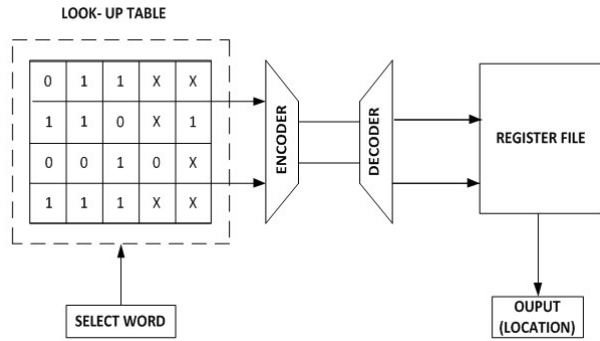 LOOK- UP TABLE
0 1 1 X X
1 1 0 X 1
0 0 1 0 X
1 1 1 X X
ENCODER
DECODER
REGISTER FILE
SELECT WORD
OUPUT
(LOCATION)